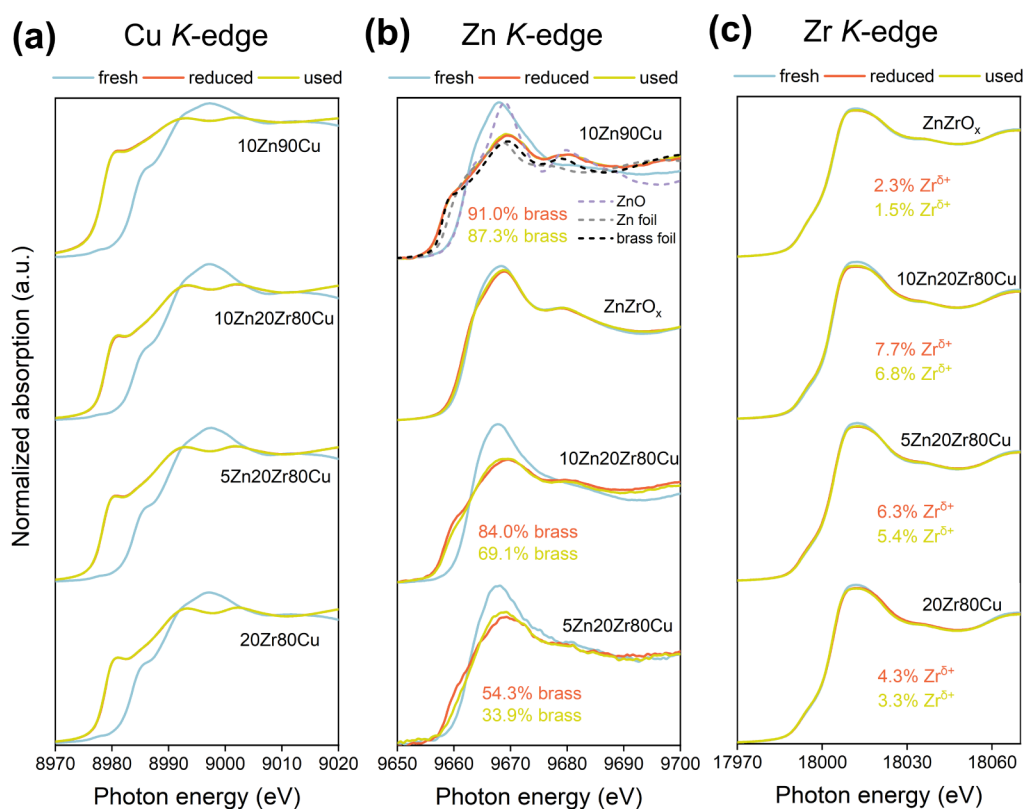 (a) Cu K-edge
fresh reduced used
10Zn90Cu
10Zn20Zr80Cu
5Zn20Zr80Cu
20Zr80Cu
Normalized absorption (a.u.)
8970 8980 8990 9000 9010 9020
Photon energy (eV)
(b) Zn K-edge
fresh reduced used
10Zn90Cu
ZnO
Zn foil
brass foil
91.0% brass
87.3% brass
ZnZrOₓ
10Zn20Zr80Cu
84.0% brass
69.1% brass
5Zn20Zr80Cu
54.3% brass
33.9% brass
9650 9660 9670 9680 9690 9700
Photon energy (eV)
(c) Zr K-edge
fresh reduced used
ZnZrOₓ
2.3% Zrᵟ⁺
1.5% Zrᵟ⁺
10Zn20Zr80Cu
7.7% Zrᵟ⁺
6.8% Zrᵟ⁺
5Zn20Zr80Cu
6.3% Zrᵟ⁺
5.4% Zrᵟ⁺
20Zr80Cu
4.3% Zrᵟ⁺
3.3% Zrᵟ⁺
17970 18000 18030 18060
Photon energy (eV)